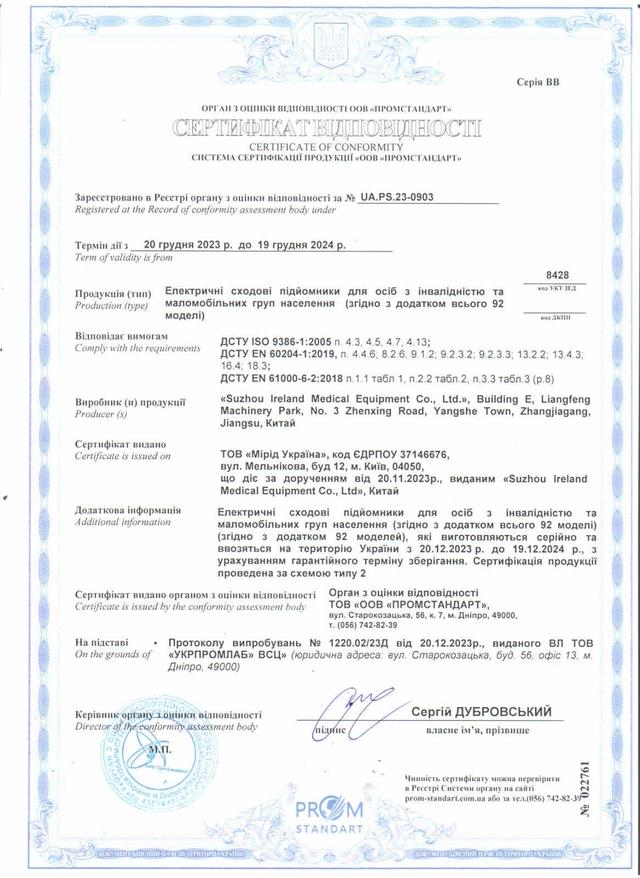 Серія ВВ
ОРГАН З ОЦІНКИ ВІДПОВІДНОСТІ ООВ «ПРОМСТАНДАРТ»
СЕРТИФІКАТ ВІДПОВІДНОСТІ
CERTIFICATE OF CONFORMITY
СИСТЕМА СЕРТИФІКАЦІЇ ПРОДУКЦІЇ «ООВ «ПРОМСТАНДАРТ»
Зареєстровано в Реєстрі органу з оцінки відповідності за № UA.PS.23-0903
Registered at the Record of conformity assessment body under
Термін дії з 20 грудня 2023 р. до 19 грудня 2024 р.
Term of validity is from
8428
код УКТ ЗЕД
Продукція (тип)
Production (type)
Електричні сходові підйомники для осіб з інвалідністю та
маломобільних груп населення (згідно з додатком всього 92
моделі)
код ДКПП
Відповідає вимогам
Comply with the requirements
ДСТУ ISO 9386-1:2005 п. 4.3, 4.5, 4.7, 4.13;
ДСТУ EN 60204-1:2019, п. 4.4.6; 8.2.6, 9.1.2; 9.2.3.2; 9.2.3.3; 13.2.2; 13.4.3;
16.4; 18.3;
ДСТУ EN 61000-6-2:2018 п.1.1 табл 1, п.2.2 табл.2, п.3.3 табл.3 (р.8)
Виробник (и) продукції
Producer (s)
«Suzhou Ireland Medical Equipment Co., Ltd.», Building E, Liangfeng
Machinery Park, No. 3 Zhenxing Road, Yangshe Town, Zhangjiagang,
Jiangsu, Китай
Сертифікат видано
Certificate is issued on
ТОВ «Мірід Україна», код ЄДРПОУ 37146676,
вул. Мельнікова, буд 12, м. Київ, 04050,
що діє за дорученням від 20.11.2023р., виданим «Suzhou Ireland
Medical Equipment Co., Ltd», Китай
Додаткова інформація
Additional information
Електричні сходові підйомники для осіб з інвалідністю та
маломобільних груп населення (згідно з додатком всього 92 моделі)
(згідно з додатком 92 моделей), які виготовляються серійно та
ввозяться на територію України з 20.12.2023 р. до 19.12.2024 р., з
урахуванням гарантійного терміну зберігання. Сертифікація продукції
проведена за схемою типу 2
Сертифікат видано органом з оцінки відповідності
Certificate is issued by the conformity assessment body
Орган з оцінки відповідності
ТОВ «ООВ «ПРОМСТАНДАРТ»,
вул. Старокозацька, 56, к. 7, м. Дніпро, 49000,
т. (056) 742-82-39
На підставі
On the grounds of
Протоколу випробувань № 1220.02/23Д від 20.12.2023р., виданого ВЛ ТОВ
«УКРПРОМЛАБ» ВСЦ» (юридична адреса: вул. Старокозацька, буд. 56, офіс 13, м.
Дніпро, 49000)
Керівник органу з оцінки відповідності
Director of the conformity assessment body
М.П.
підпис
Сергій ДУБРОВСЬКИЙ
власне ім’я, прізвище
Чинність сертифікату можна перевірити
в Реєстрі Системи органу на сайті
prom-standart.com.ua або за тел.(056) 742-82-39
№ 022761
PROM
STANDART